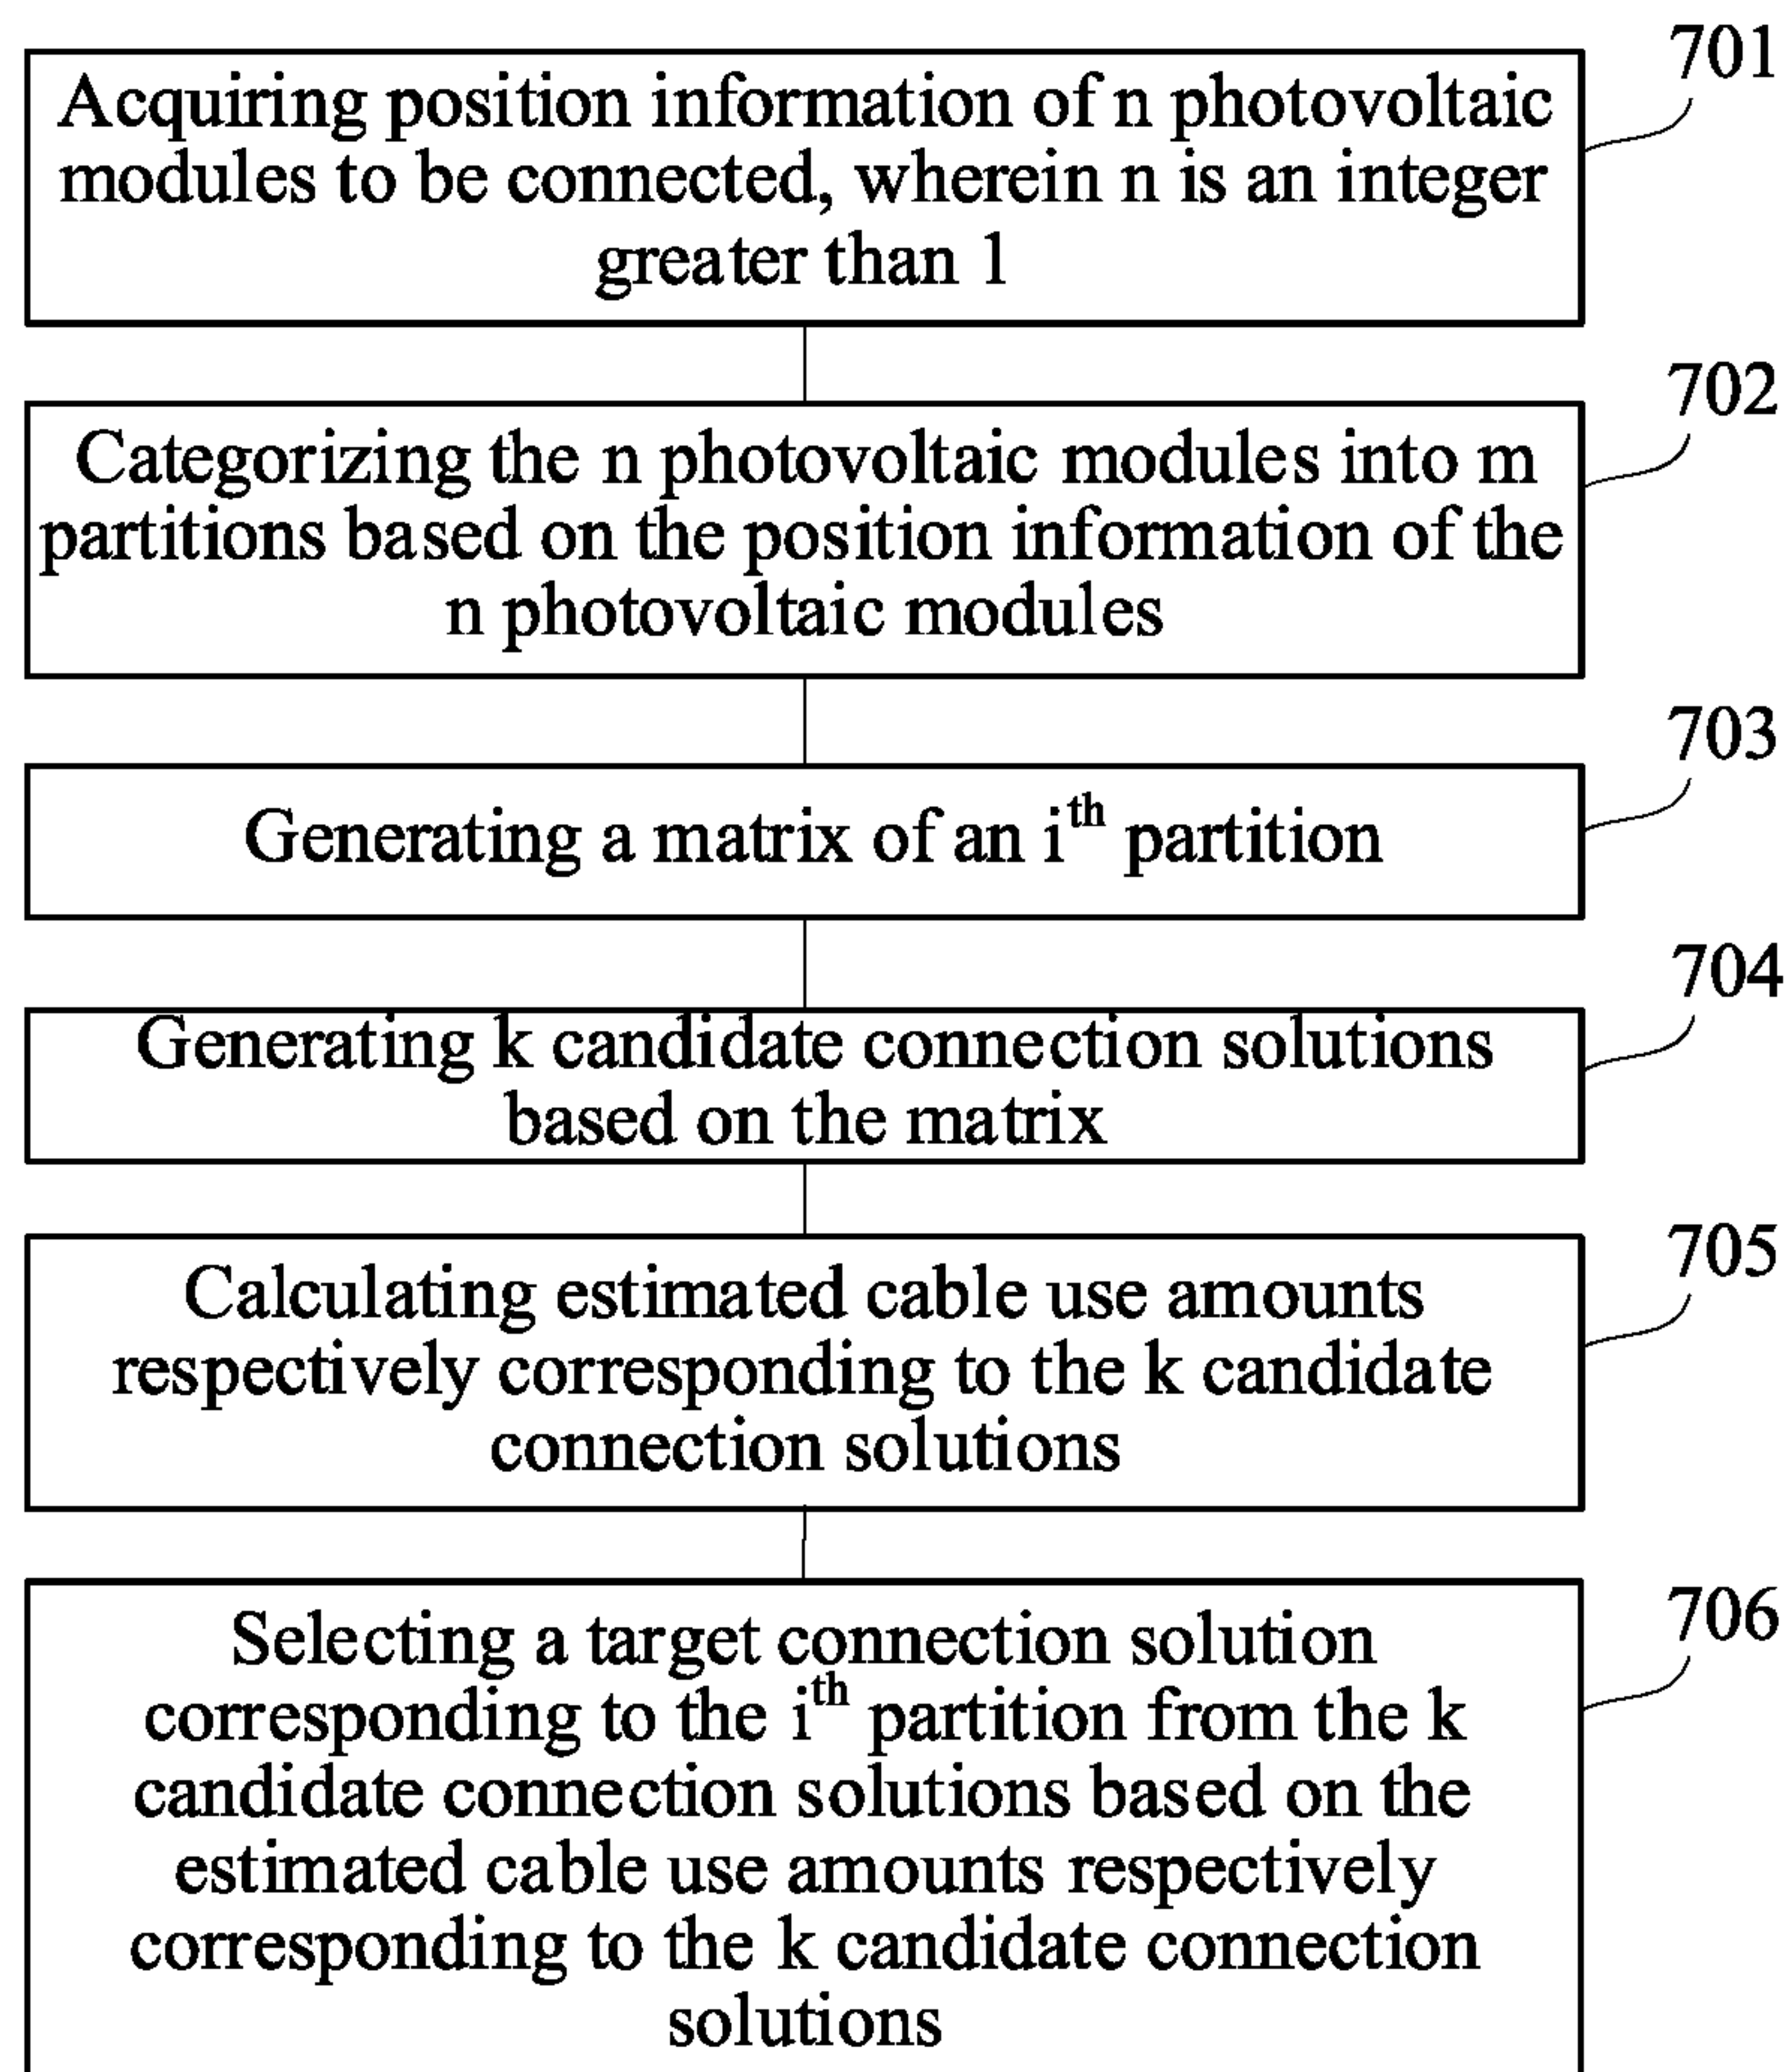 701
Acquiring position information of n photovoltaic
modules to be connected, wherein n is an integer
greater than 1
702
Categorizing the n photovoltaic modules into m
partitions based on the position information of the
n photovoltaic modules
703
Generating a matrix of an i^th partition
704
Generating k candidate connection solutions
based on the matrix
705
Calculating estimated cable use amounts
respectively corresponding to the k candidate
connection solutions
706
Selecting a target connection solution
corresponding to the i^th partition from the k
candidate connection solutions based on the
estimated cable use amounts respectively
corresponding to the k candidate connection
solutions